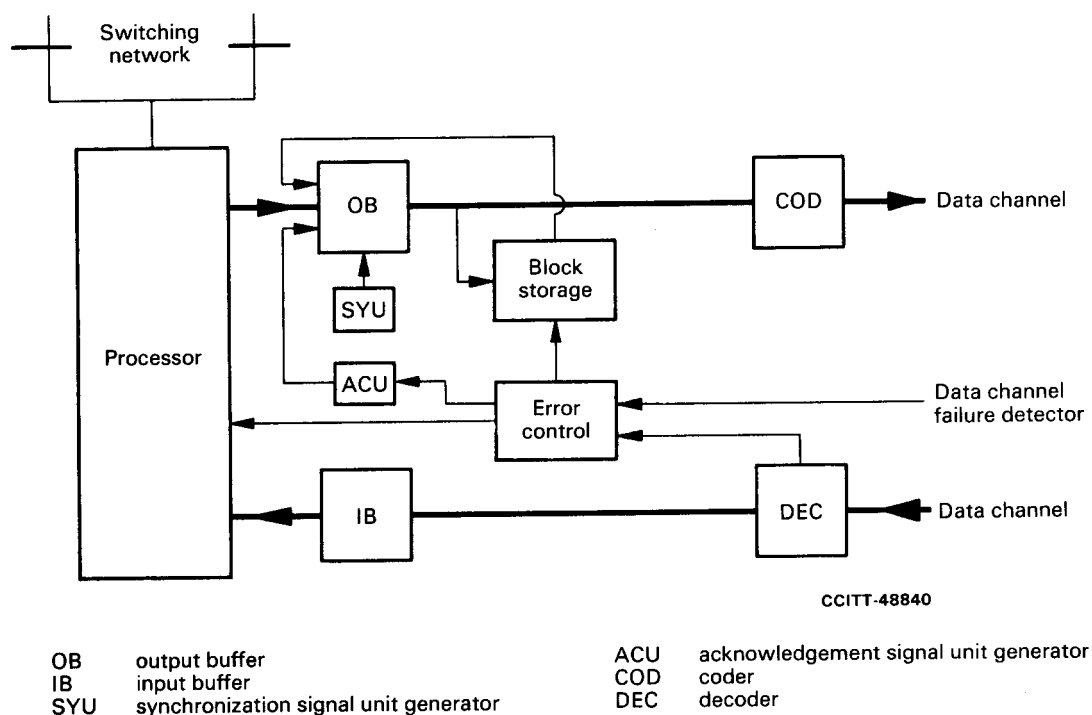 Switching
network
Processor
OB
COD
Data channel
Block
storage
SYU
ACU
Error
control
Data channel
failure detector
IB
DEC
Data channel
CCITT-48840
OB output buffer
IB input buffer
SYU synchronization signal unit generator
ACU acknowledgement signal unit generator
COD coder
DEC decoder